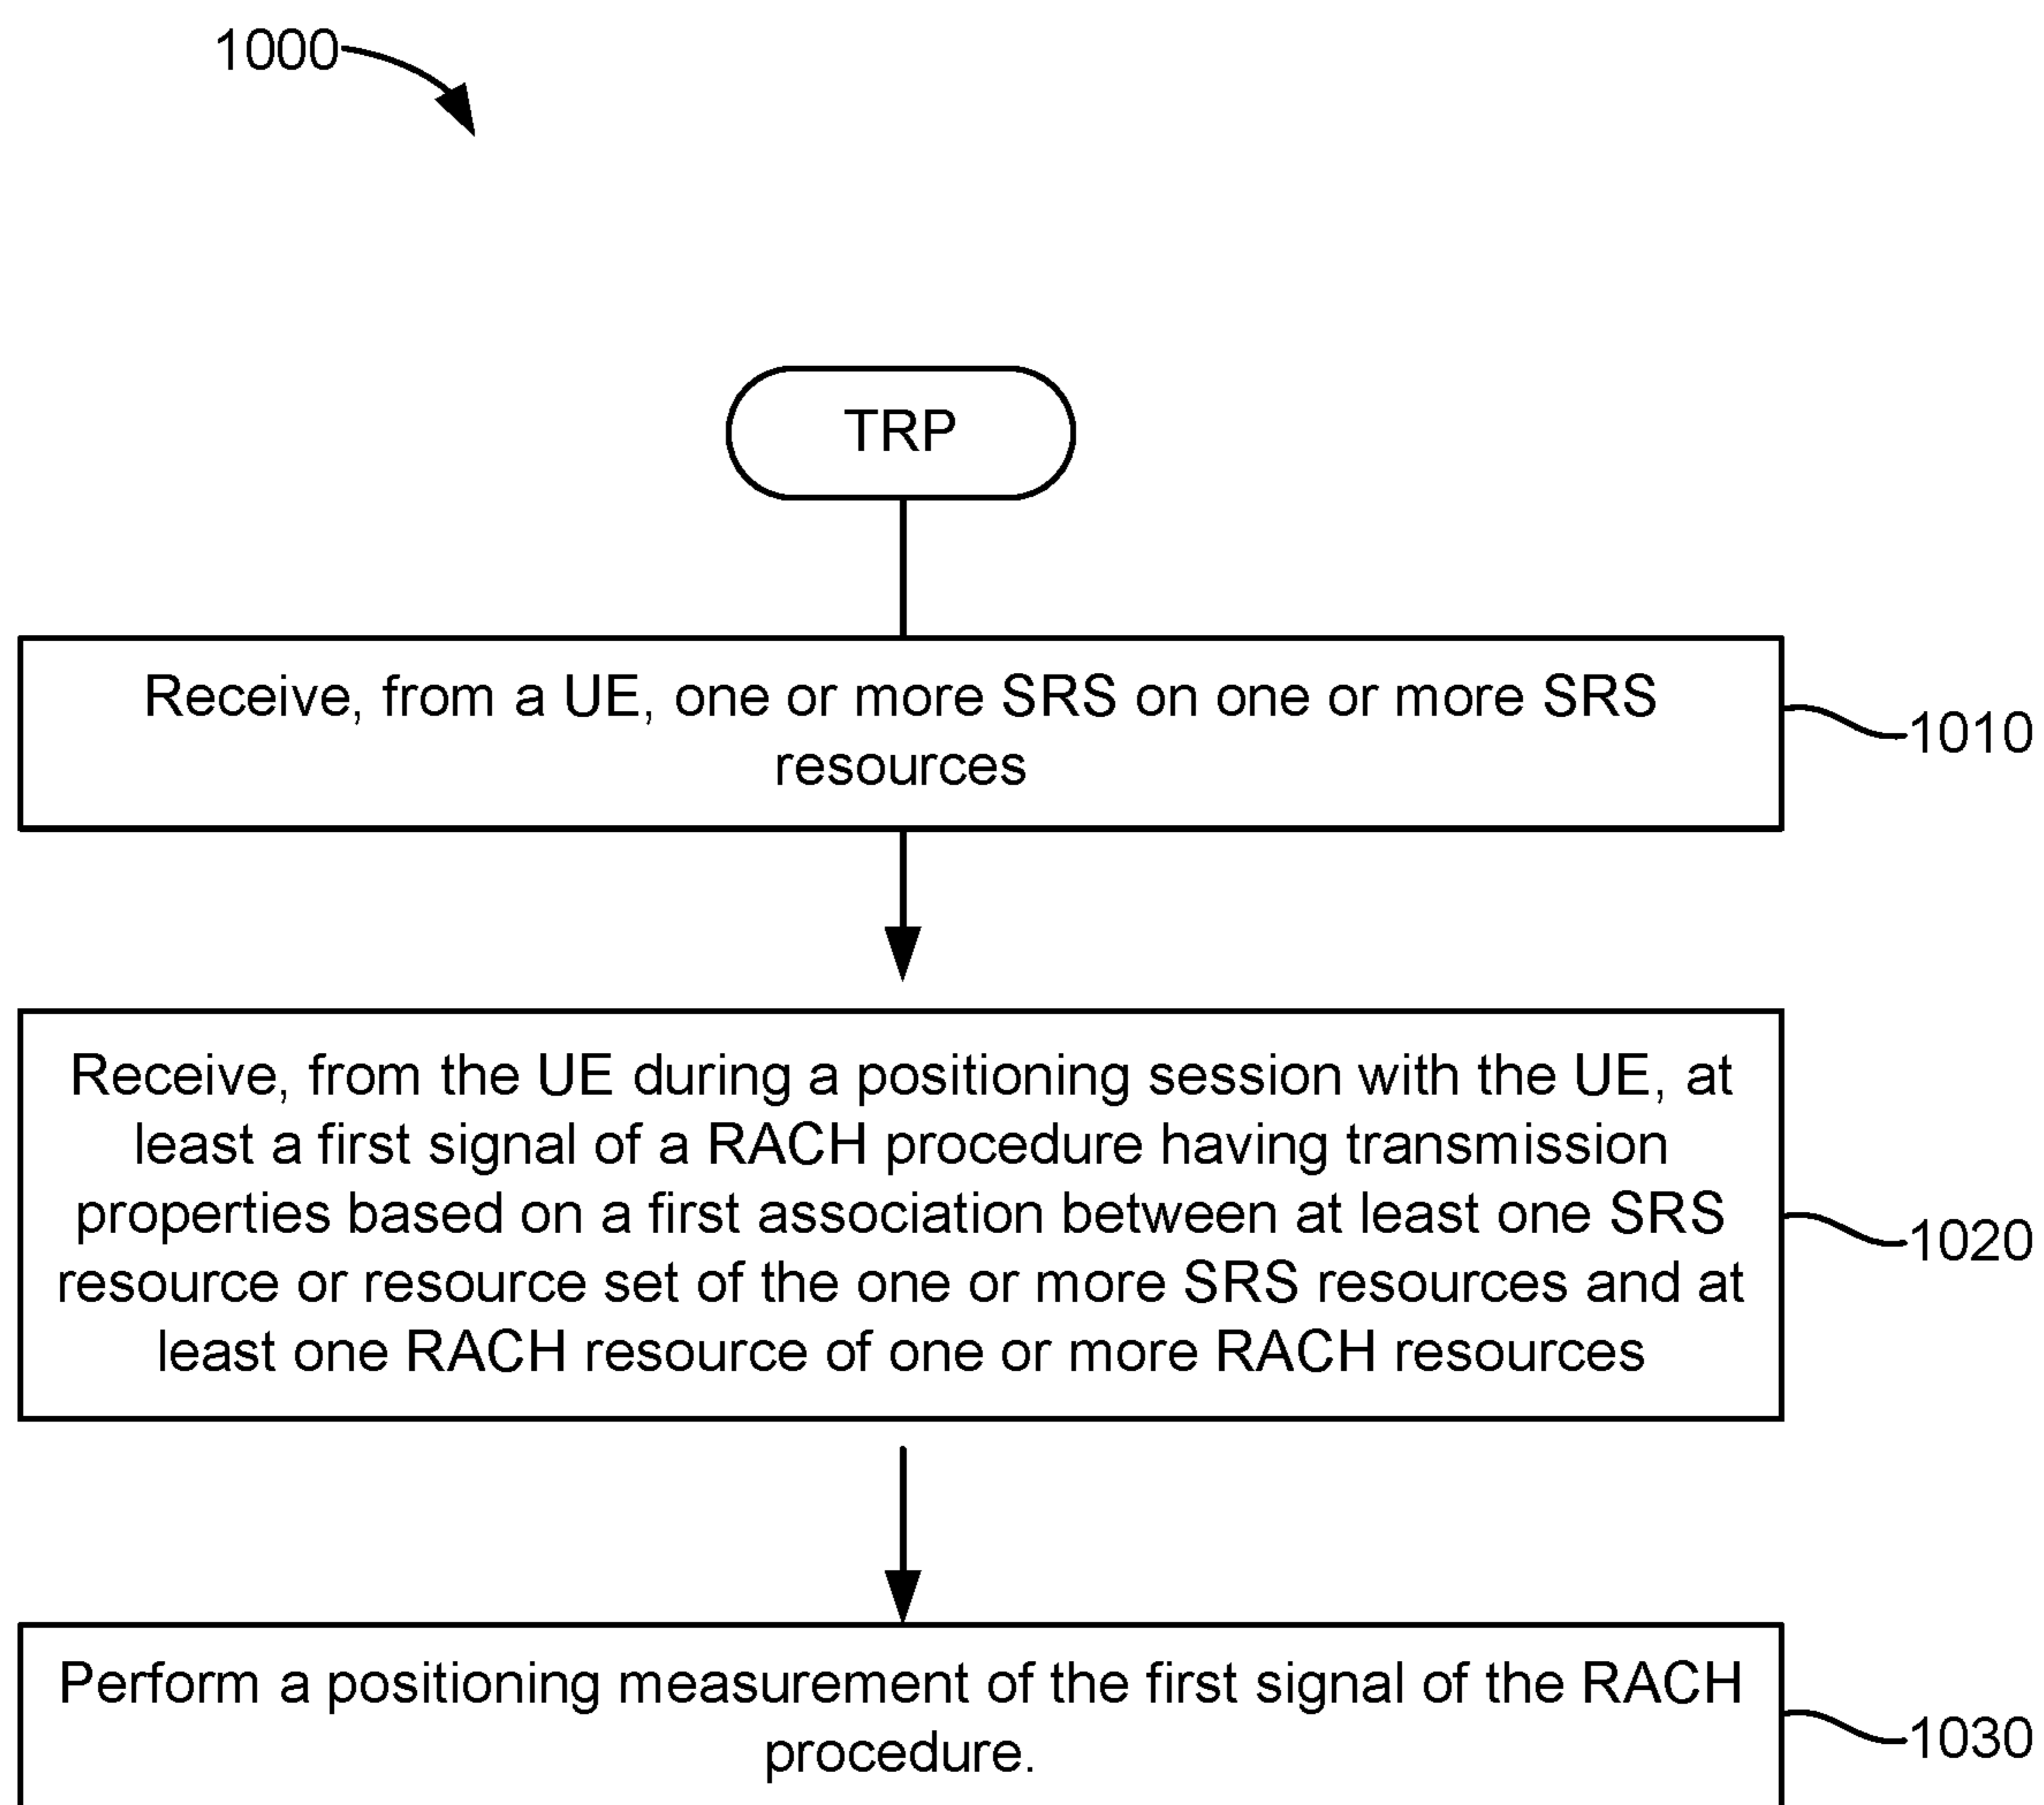 1000
TRP
Receive, from a UE, one or more SRS on one or more SRS
resources
1010
Receive, from the UE during a positioning session with the UE, at
least a first signal of a RACH procedure having transmission
properties based on a first association between at least one SRS
resource or resource set of the one or more SRS resources and at
least one RACH resource of one or more RACH resources
1020
Perform a positioning measurement of the first signal of the RACH
procedure.
1030